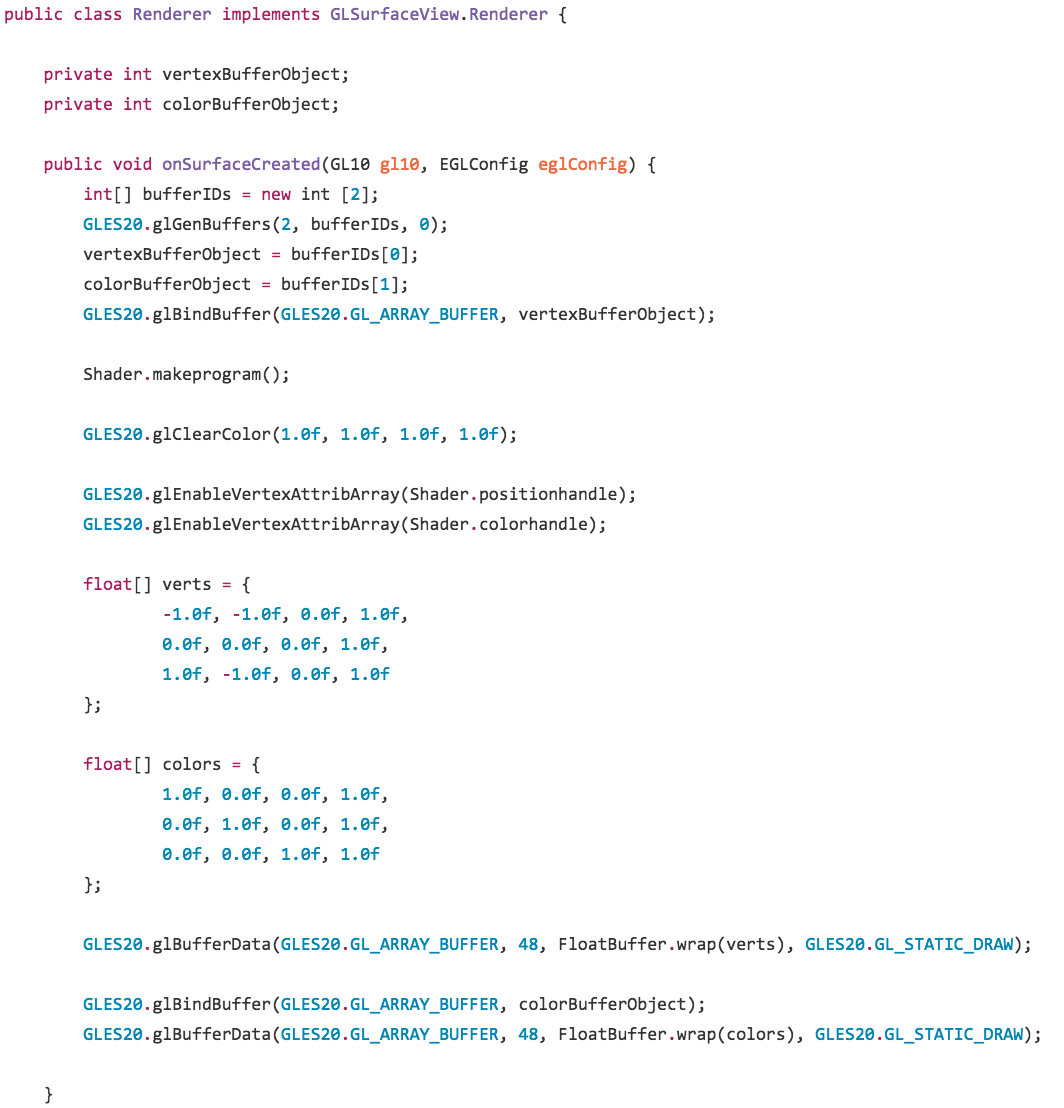 public class Renderer implements GLSurfaceView.Renderer {
private int vertexBufferObject;
private int colorBufferObject;
public void onSurfaceCreated(GL10 gl10, EGLConfig eglConfig) {
int[] bufferIDs = new int [2];
GLES20.glGenBuffers(2, bufferIDs, 0);
vertexBufferObject = bufferIDs[0];
colorBufferObject = bufferIDs[1];
GLES20.glBindBuffer(GLES20.GL_ARRAY_BUFFER, vertexBufferObject);
Shader.makeprogram();
GLES20.glClearColor(1.0f, 1.0f, 1.0f, 1.0f);
GLES20.glEnableVertexAttribArray(Shader.positionhandle);
GLES20.glEnableVertexAttribArray(Shader.colorhandle);
float[] verts = {
-1.0f, -1.0f, 0.0f, 1.0f,
0.0f, 0.0f, 0.0f, 1.0f,
1.0f, -1.0f, 0.0f, 1.0f
};
float[] colors = {
1.0f, 0.0f, 0.0f, 1.0f,
0.0f, 1.0f, 0.0f, 1.0f,
0.0f, 0.0f, 1.0f, 1.0f
};
GLES20.glBufferData(GLES20.GL_ARRAY_BUFFER, 48, FloatBuffer.wrap(verts), GLES20.GL_STATIC_DRAW);
GLES20.glBindBuffer(GLES20.GL_ARRAY_BUFFER, colorBufferObject);
GLES20.glBufferData(GLES20.GL_ARRAY_BUFFER, 48, FloatBuffer.wrap(colors), GLES20.GL_STATIC_DRAW);
}